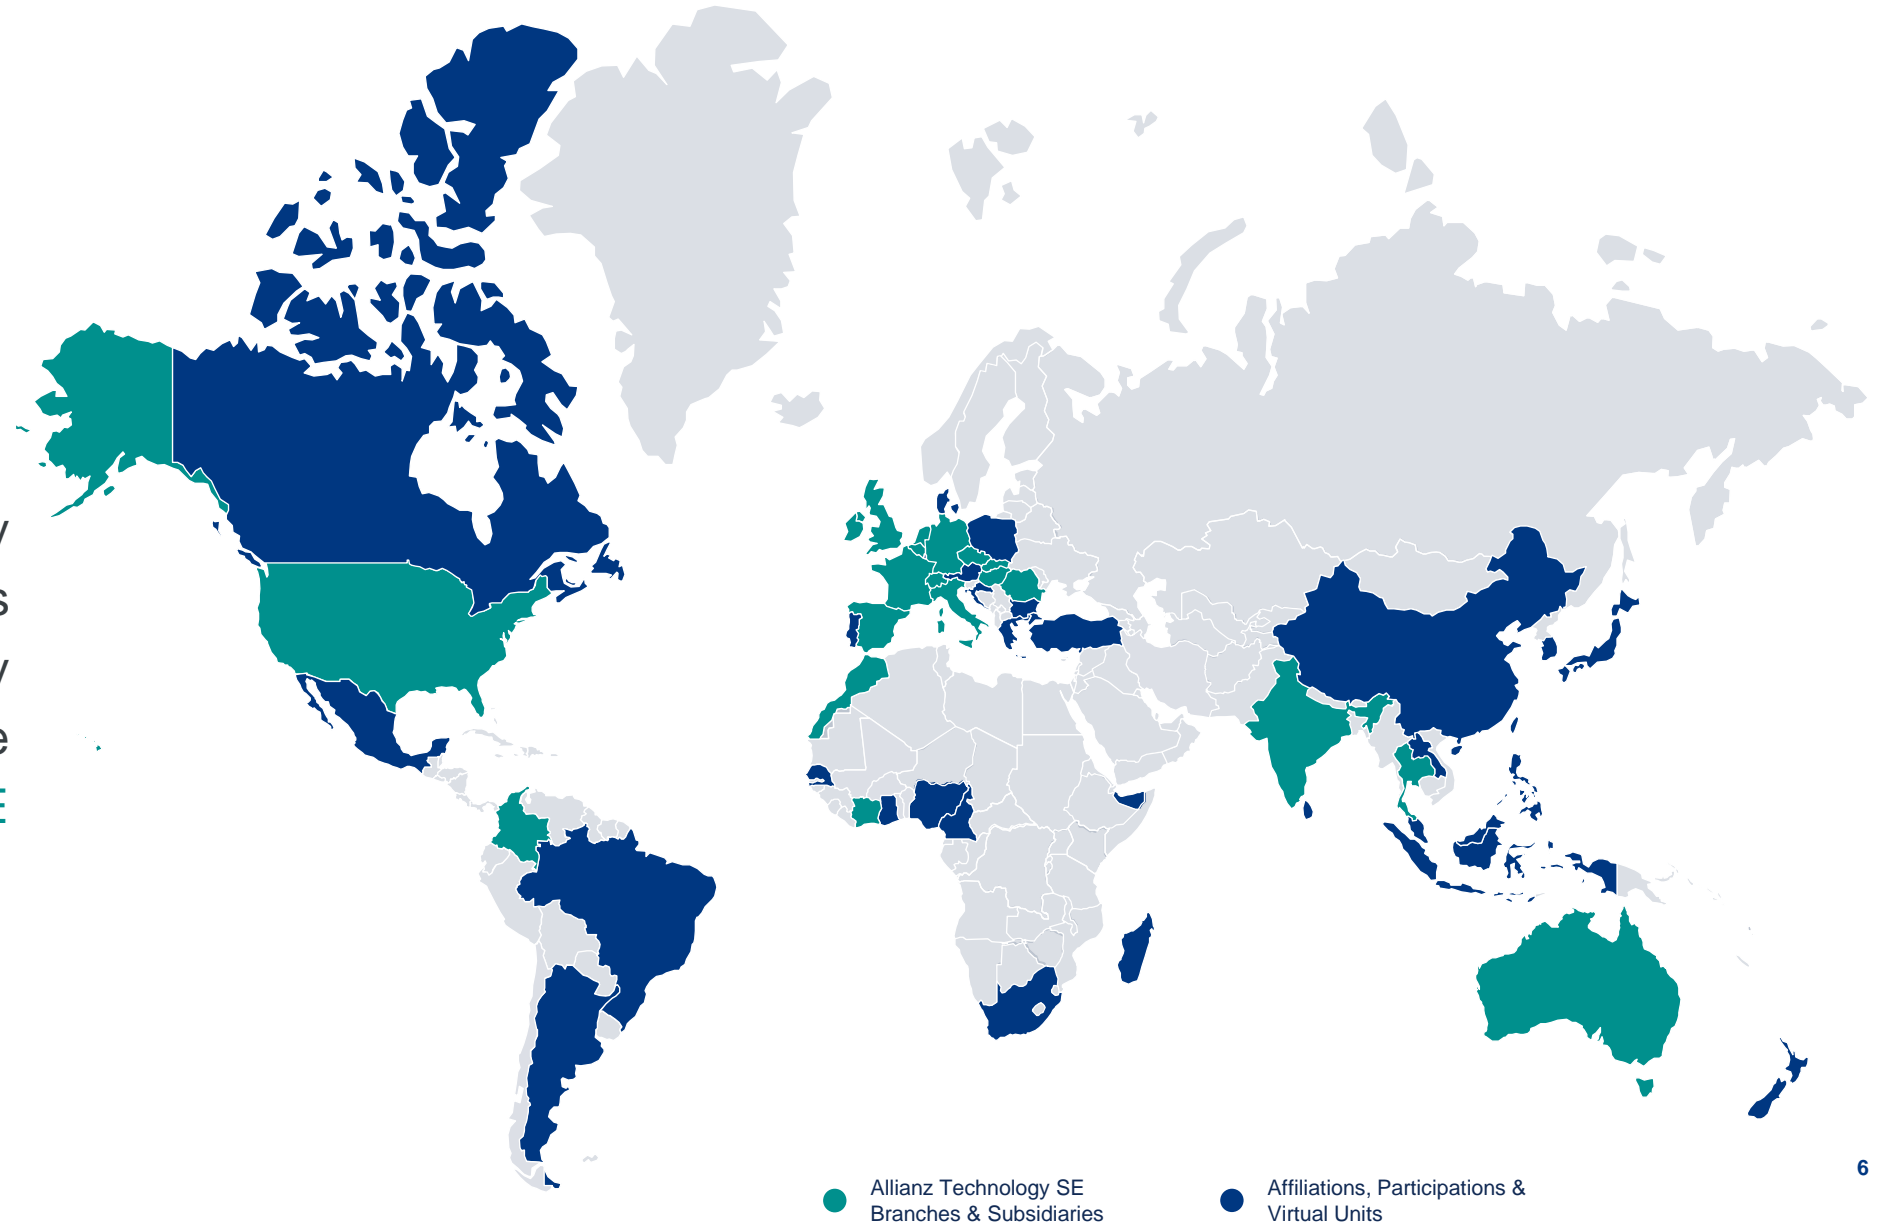 y
s
y
e
E
Allianz Technology SE
Branches & Subsidiaries
Affiliations, Participations &
Virtual Units
6